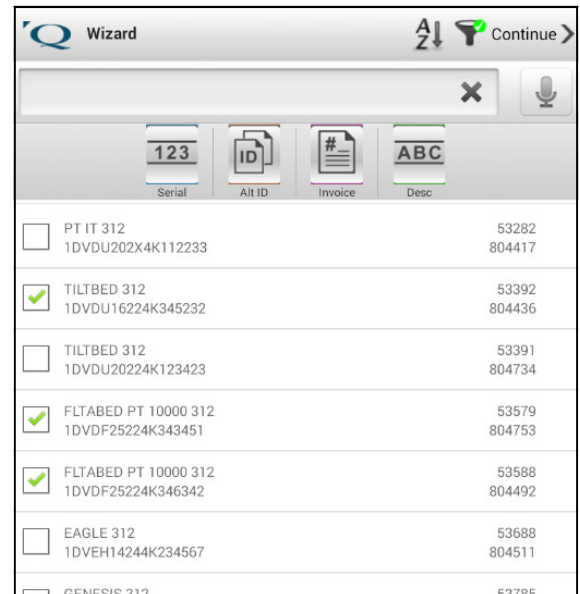 Wizard
A
Z
Continue
123
ID
#
ABC
Serial
Alt ID
Invoice
Desc
PT IT 312 53282
1DVDU202X4K112233 804417
TILTBED 312 53392
1DVDU16224K345232 804436
TILTBED 312 53391
1DVDU20224K123423 804734
FLTABED PT 10000 312 53579
1DVDF25224K343451 804753
FLTABED PT 10000 312 53588
1DVDF25224K346342 804492
EAGLE 312 53688
1DVEH14244K234567 804511
GENESIS 312 53785